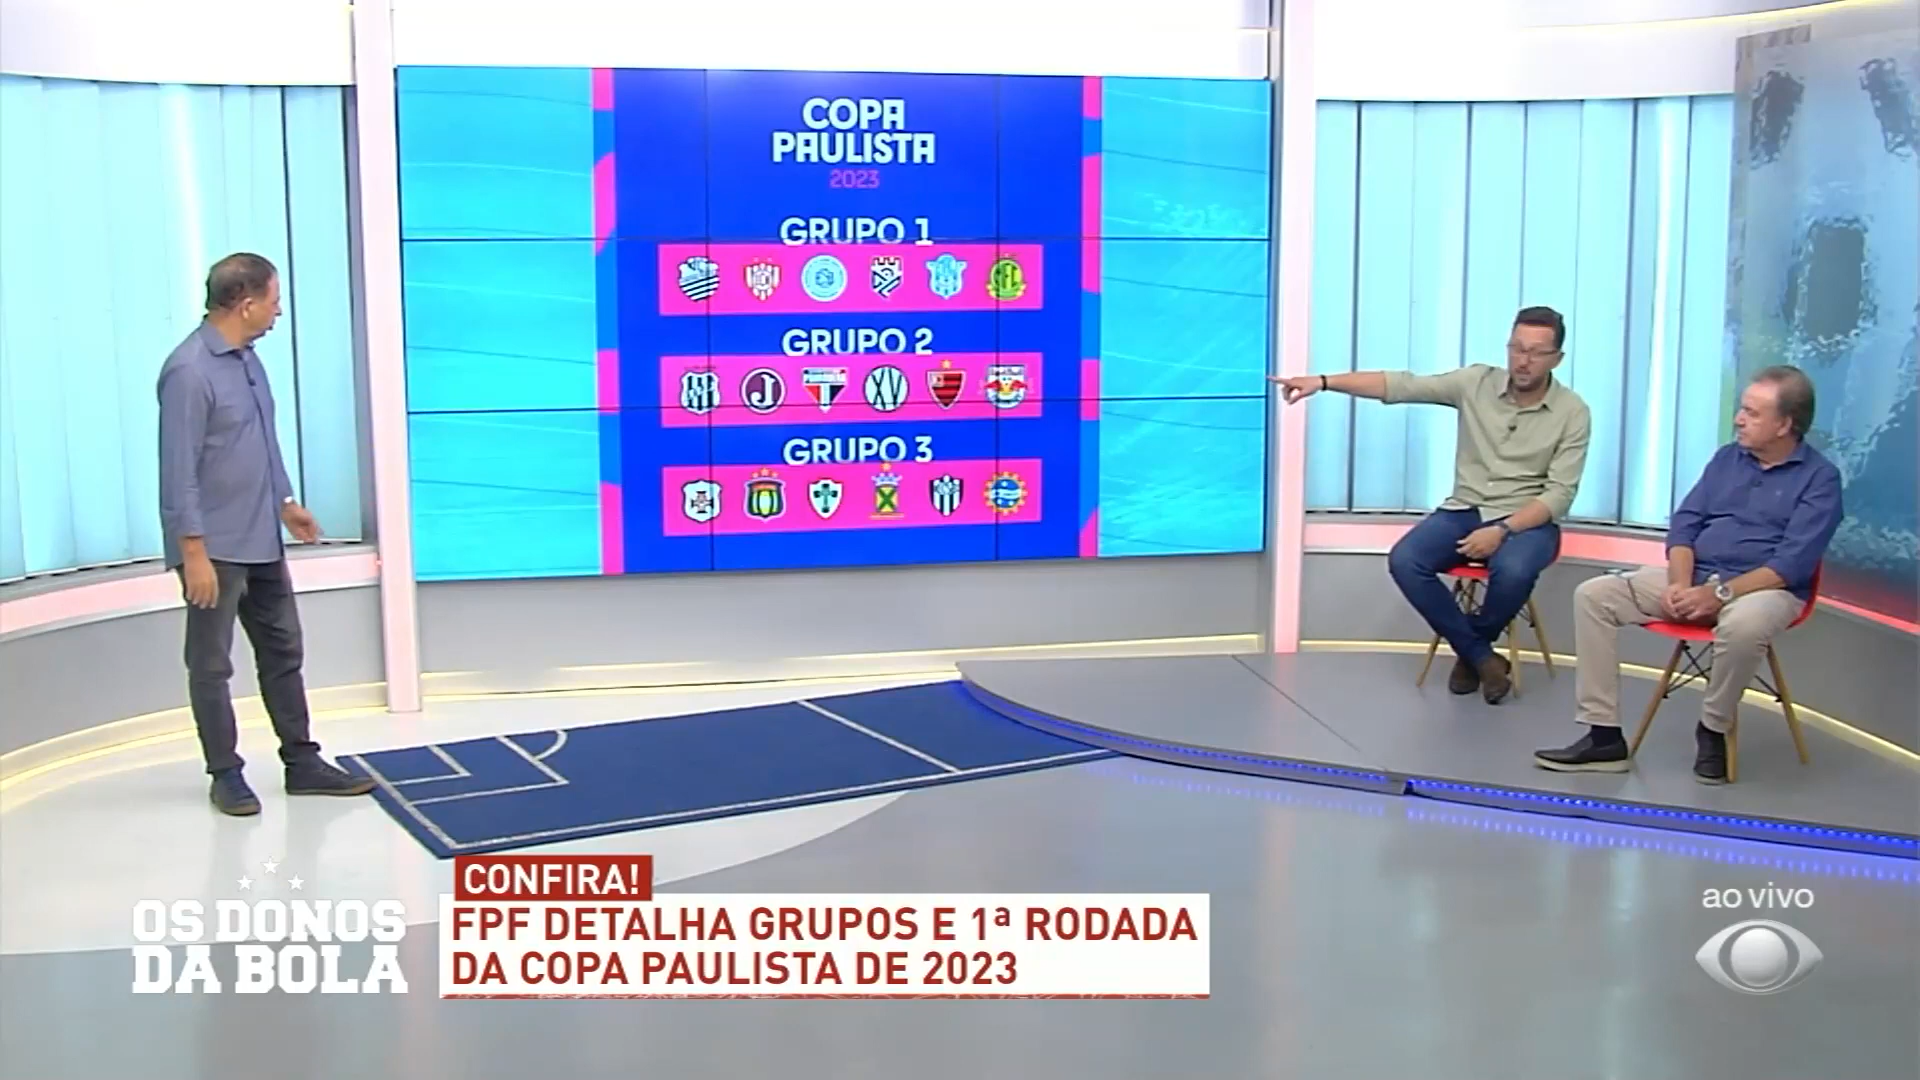 COPA
PAULISTA
2023
GRUPO 1
GRUPO 2
J
XV
GRUPO 3
CONFIRA!
FPF DETALHA GRUPOS E 1ª RODADA
DA COPA PAULISTA DE 2023
OS DONOS
DA BOLA
ao vivo